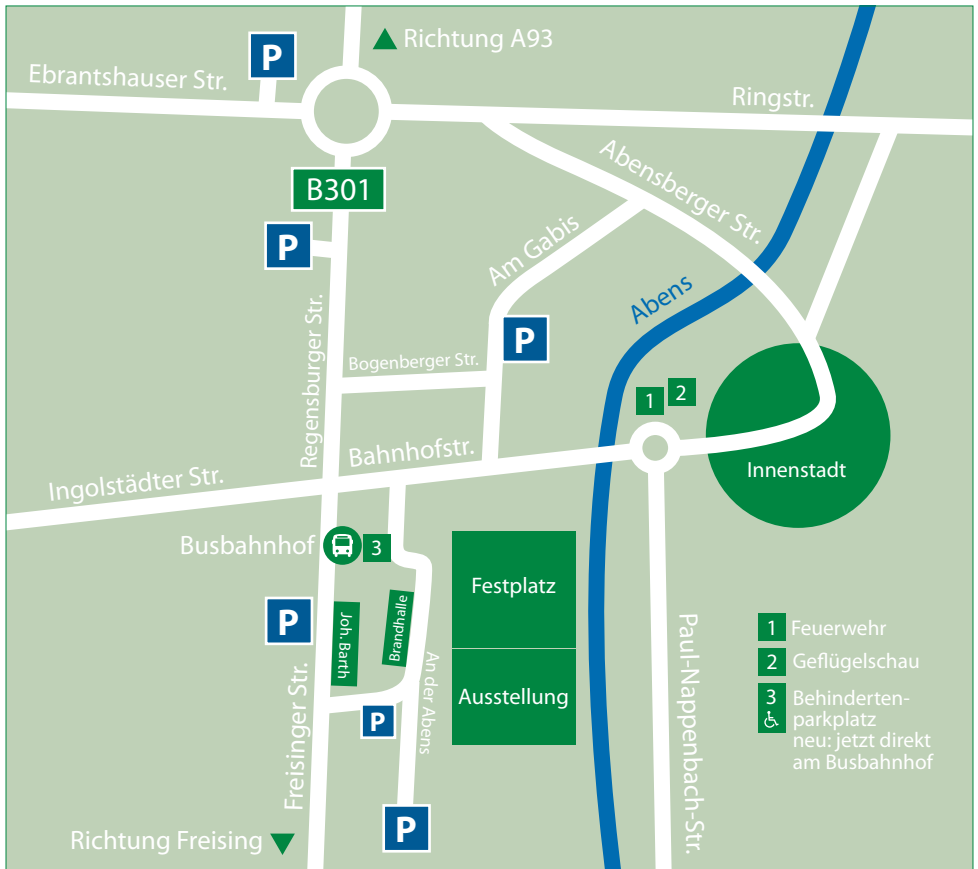 Richtung A93
P
Ebrantshauser Str.
Ringstr.
B301
Abensberger Str.
P
Am Gabis
Abens
Regensburger Str.
P
Bogenberger Str.
1
2
Bahnhofstr.
Innenstadt
Ingolstädter Str.
Busbahnhof
3
Festplatz
P
Joh. Barth
Brandhalle
An der Abens
Ausstellung
Paul-Nappenbach-Str.
Freisinger Str.
P
P
Richtung Freising
1 Feuerwehr
2 Geflügelschau
3 Behinderten-
parkplatz
neu: jetzt direkt
am Busbahnhof